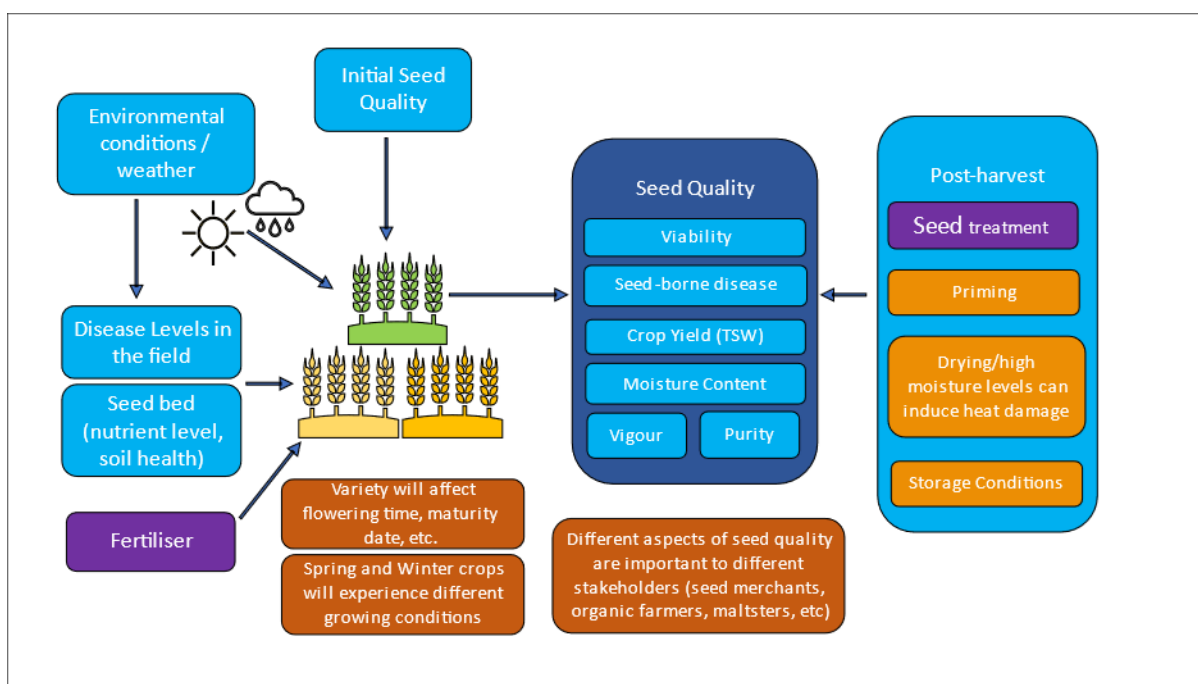 Initial Seed
Quality
Environmental
conditions /
weather
Disease Levels in
the field
Seed bed
(nutrient level,
soil health)
Fertiliser
Variety will affect
flowering time, maturity
date, etc.
Spring and Winter crops
will experience different
growing conditions
Seed Quality
Viability
Seed-borne disease
Crop Yield (TSW)
Moisture Content
Vigour
Purity
Different aspects of seed quality
are important to different
stakeholders (seed merchants,
organic farmers, maltsters, etc)
Post-harvest
Seed treatment
Priming
Drying/high
moisture levels can
induce heat damage
Storage Conditions